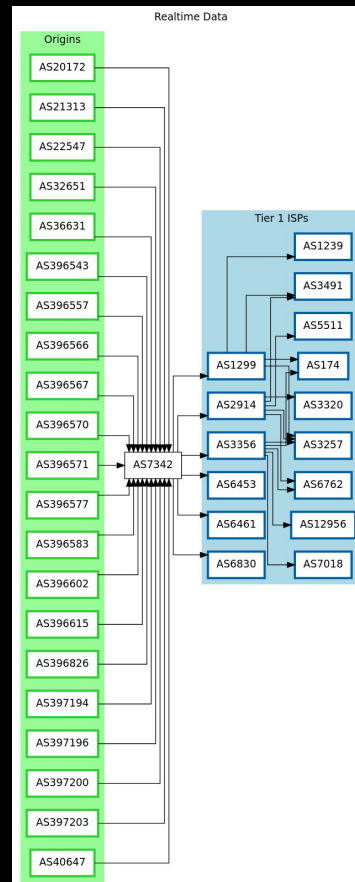 Realtime Data
Origins
AS20172
AS21313
AS22547
AS32651
AS36631
AS396543
AS396557
AS396566
AS396567
AS396570
AS396571
AS396577
AS396583
AS396602
AS396615
AS396826
AS397194
AS397196
AS397200
AS397203
AS40647
AS7342
Tier 1 ISPs
AS1299
AS2914
AS3356
AS6453
AS6461
AS6830
AS1239
AS3491
AS5511
AS174
AS3320
AS3257
AS6762
AS12956
AS7018